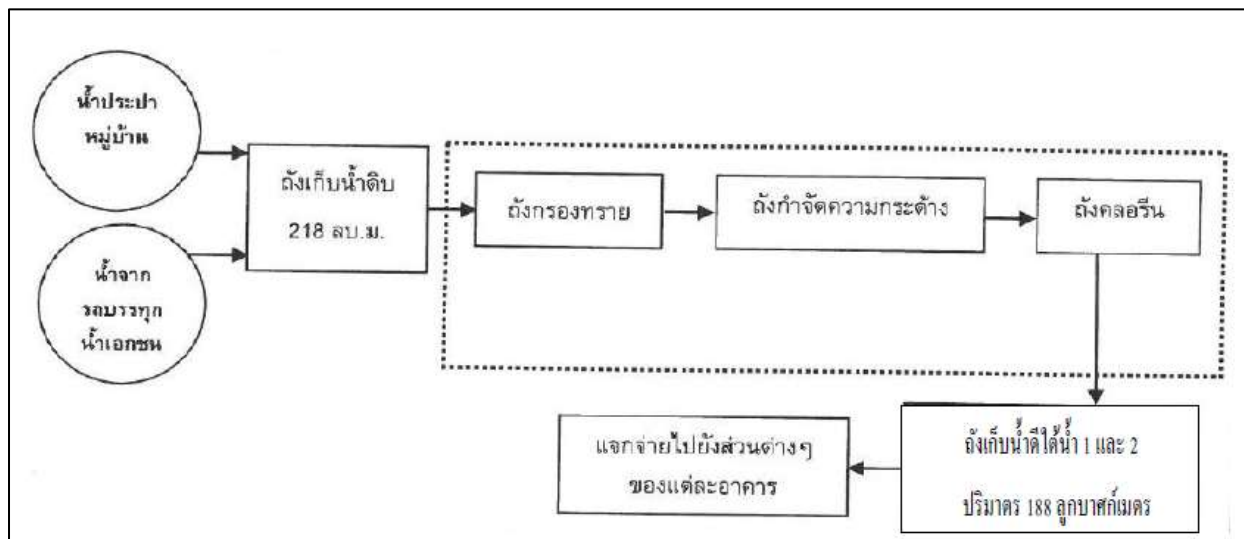 น้ำประปา
หมู่บ้าน
น้ำจาก
รถบรรทุก
น้ำเอกชน
ถังเก็บน้ำดิบ
218 ลบ.ม.
ถังกรองทราย
ถังกำจัดความกระด้าง
ถังคลอรีน
ถังเก็บน้ำดีใต้น้ำ 1 และ 2
ปริมาตร 188 ลูกบาศก์เมตร
แจกจ่ายไปยังส่วนต่างๆ
ของแต่ละอาคาร